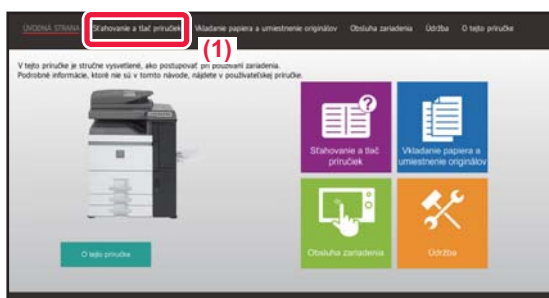 ÚVODNÁ STRANA Sťahovanie a tlač príručiek Vkladanie papiera a umiestnenie originálov Obsluha zariadenia Údržba O tejto príručke
(1)
V tejto príručke je stručne vysvetlené, ako postupovať pri používaní zariadenia.
Podrobné informácie, ktoré nie sú v tomto návode, nájdete v používateľskej príručke.
Sťahovanie a tlač
príručiek
Vkladanie papiera a
umiestnenie originálov
Obsluha zariadenia
Údržba
O tejto príručke